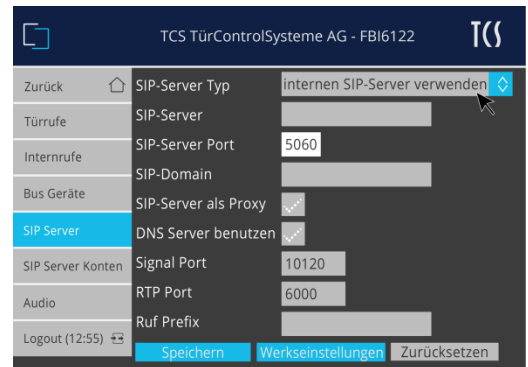 TCS TürControlSysteme AG - FBI6122
TCS
Zurück
Türrufe
Internrufe
Bus Geräte
SIP Server
SIP Server Konten
Audio
Logout (12:55)
SIP-Server Typ internen SIP-Server verwenden
SIP-Server
SIP-Server Port 5060
SIP-Domain
SIP-Server als Proxy
DNS Server benutzen
Signal Port 10120
RTP Port 6000
Ruf Prefix
Speichern Werkseinstellungen Zurücksetzen